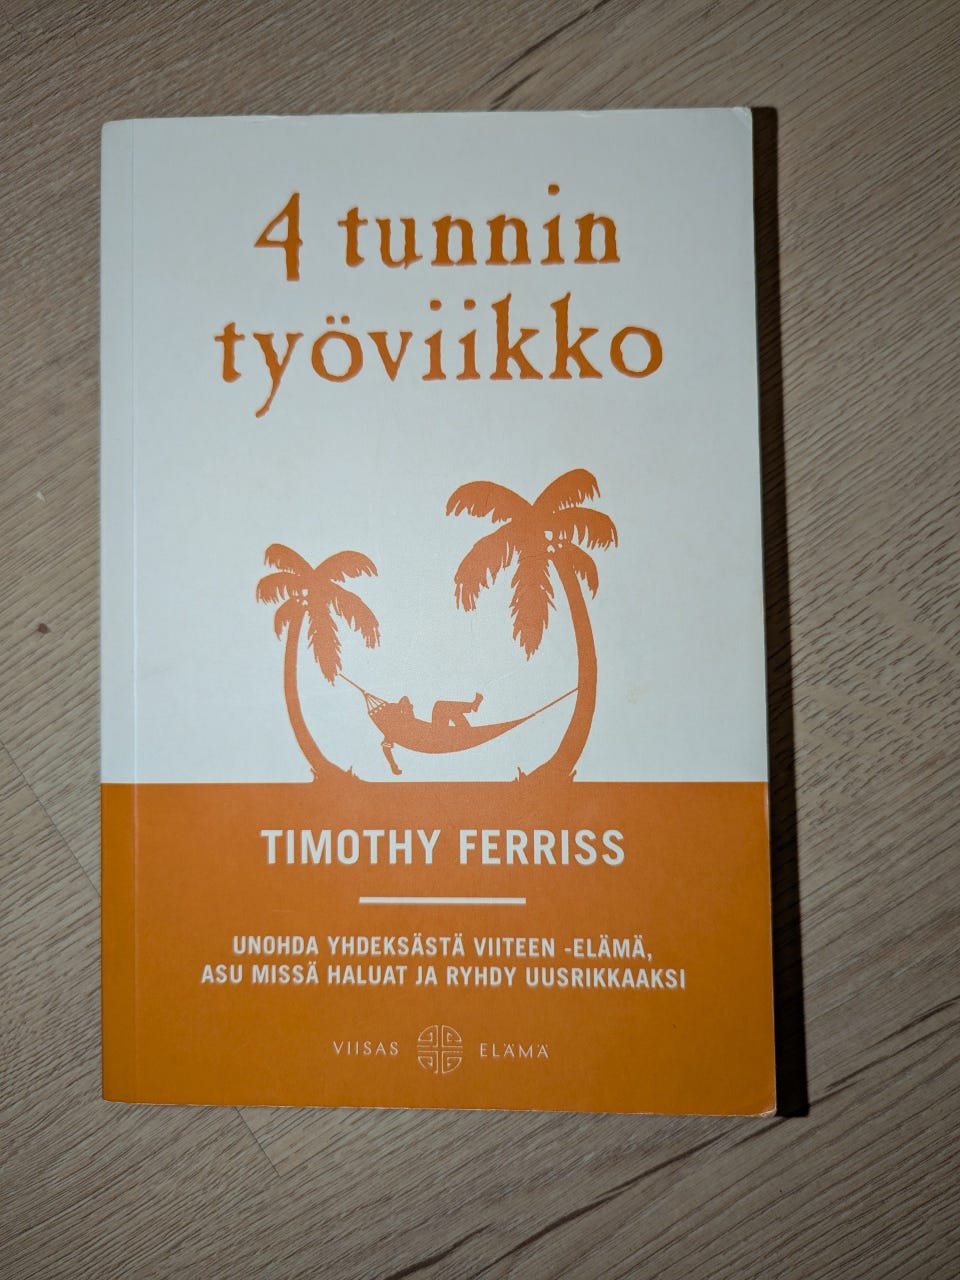 4 tunnin
työviikko
TIMOTHY FERRISS
UNOHDA YHDEKSÄSTÄ VIITEEN -ELÄMÄ,
ASU MISSÄ HALUAT JA RYHDY UUSRIKKAAKSI
VIISAS ELÄMÄ